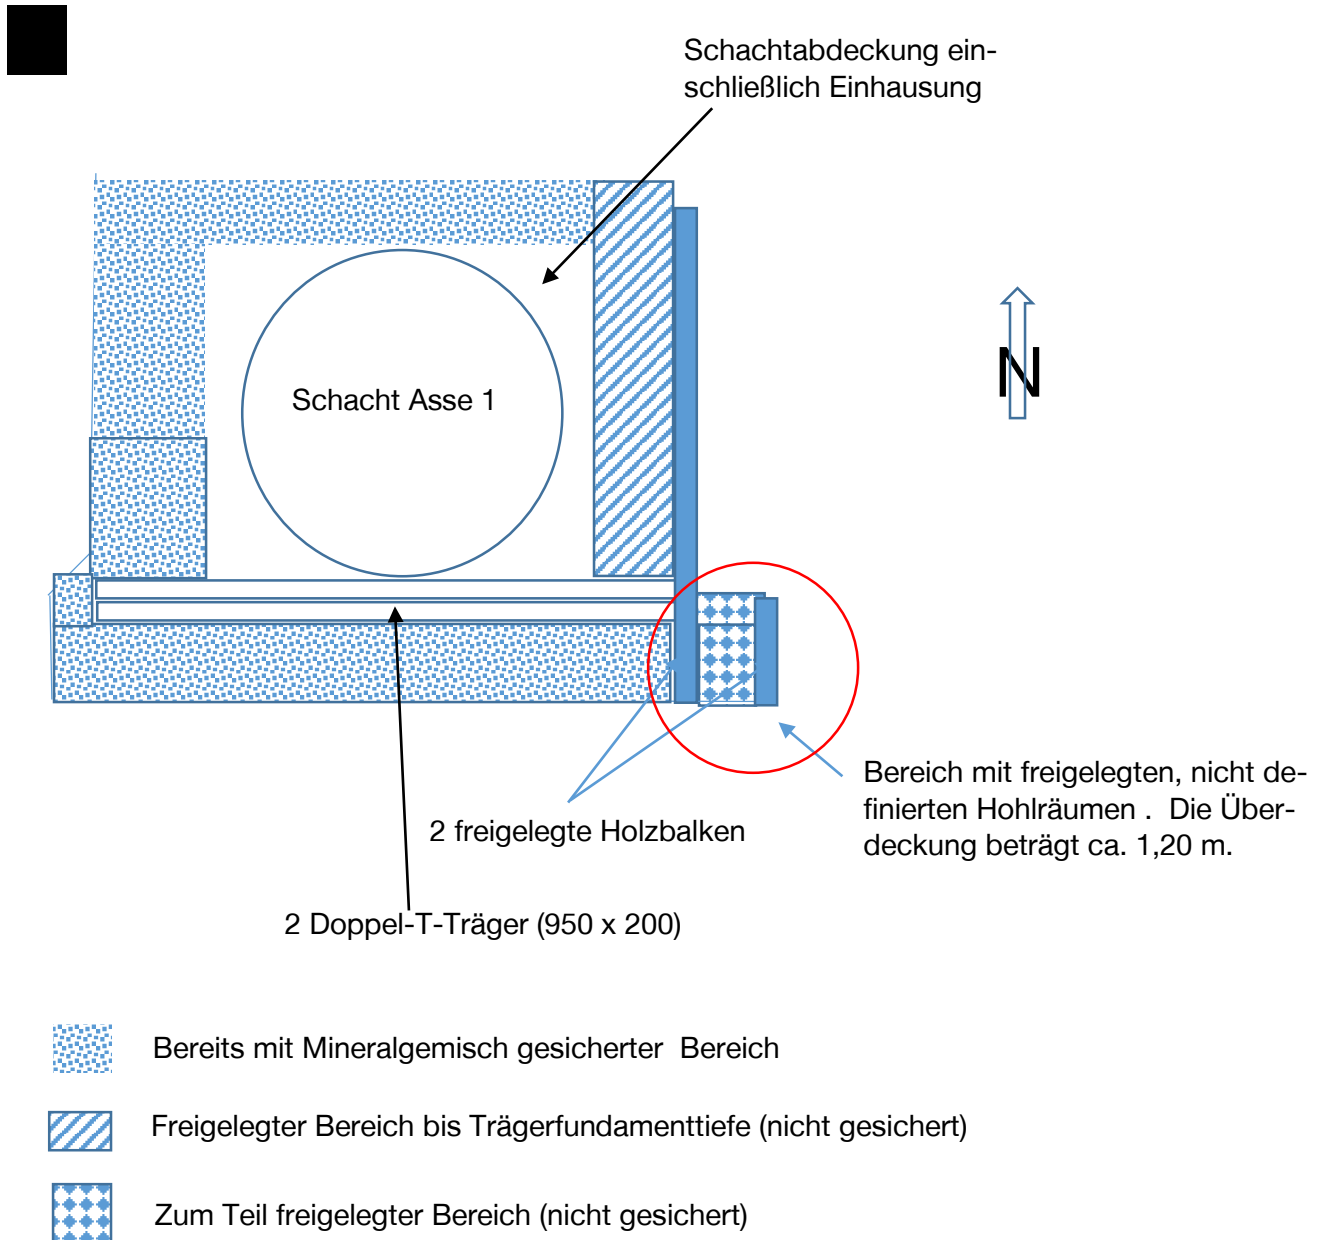 Schachtabdeckung ein-
schließlich Einhausung
Schacht Asse 1
N
Bereich mit freigelegten, nicht de-
finierten Hohlräumen . Die Über-
deckung beträgt ca. 1,20 m.
2 freigelegte Holzbalken
2 Doppel-T-Träger (950 x 200)
Bereits mit Mineralgemisch gesicherter Bereich
Freigelegter Bereich bis Trägerfundamenttiefe (nicht gesichert)
Zum Teil freigelegter Bereich (nicht gesichert)